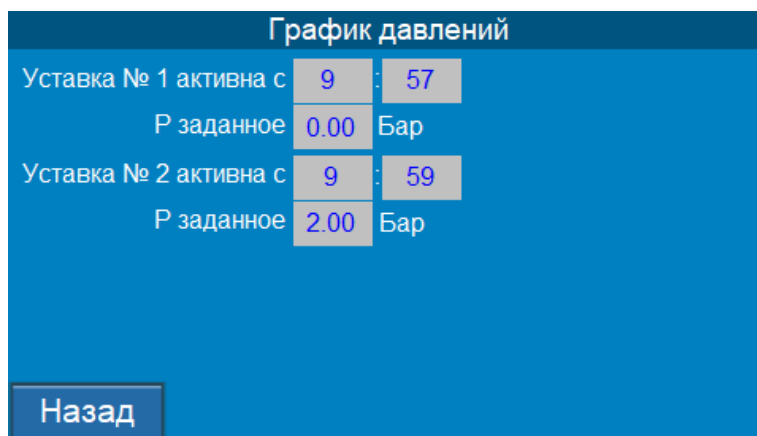 График давлений
Уставка № 1 активна с 9 : 57
Р заданное 0.00 Бар
Уставка № 2 активна с 9 : 59
Р заданное 2.00 Бар
Назад